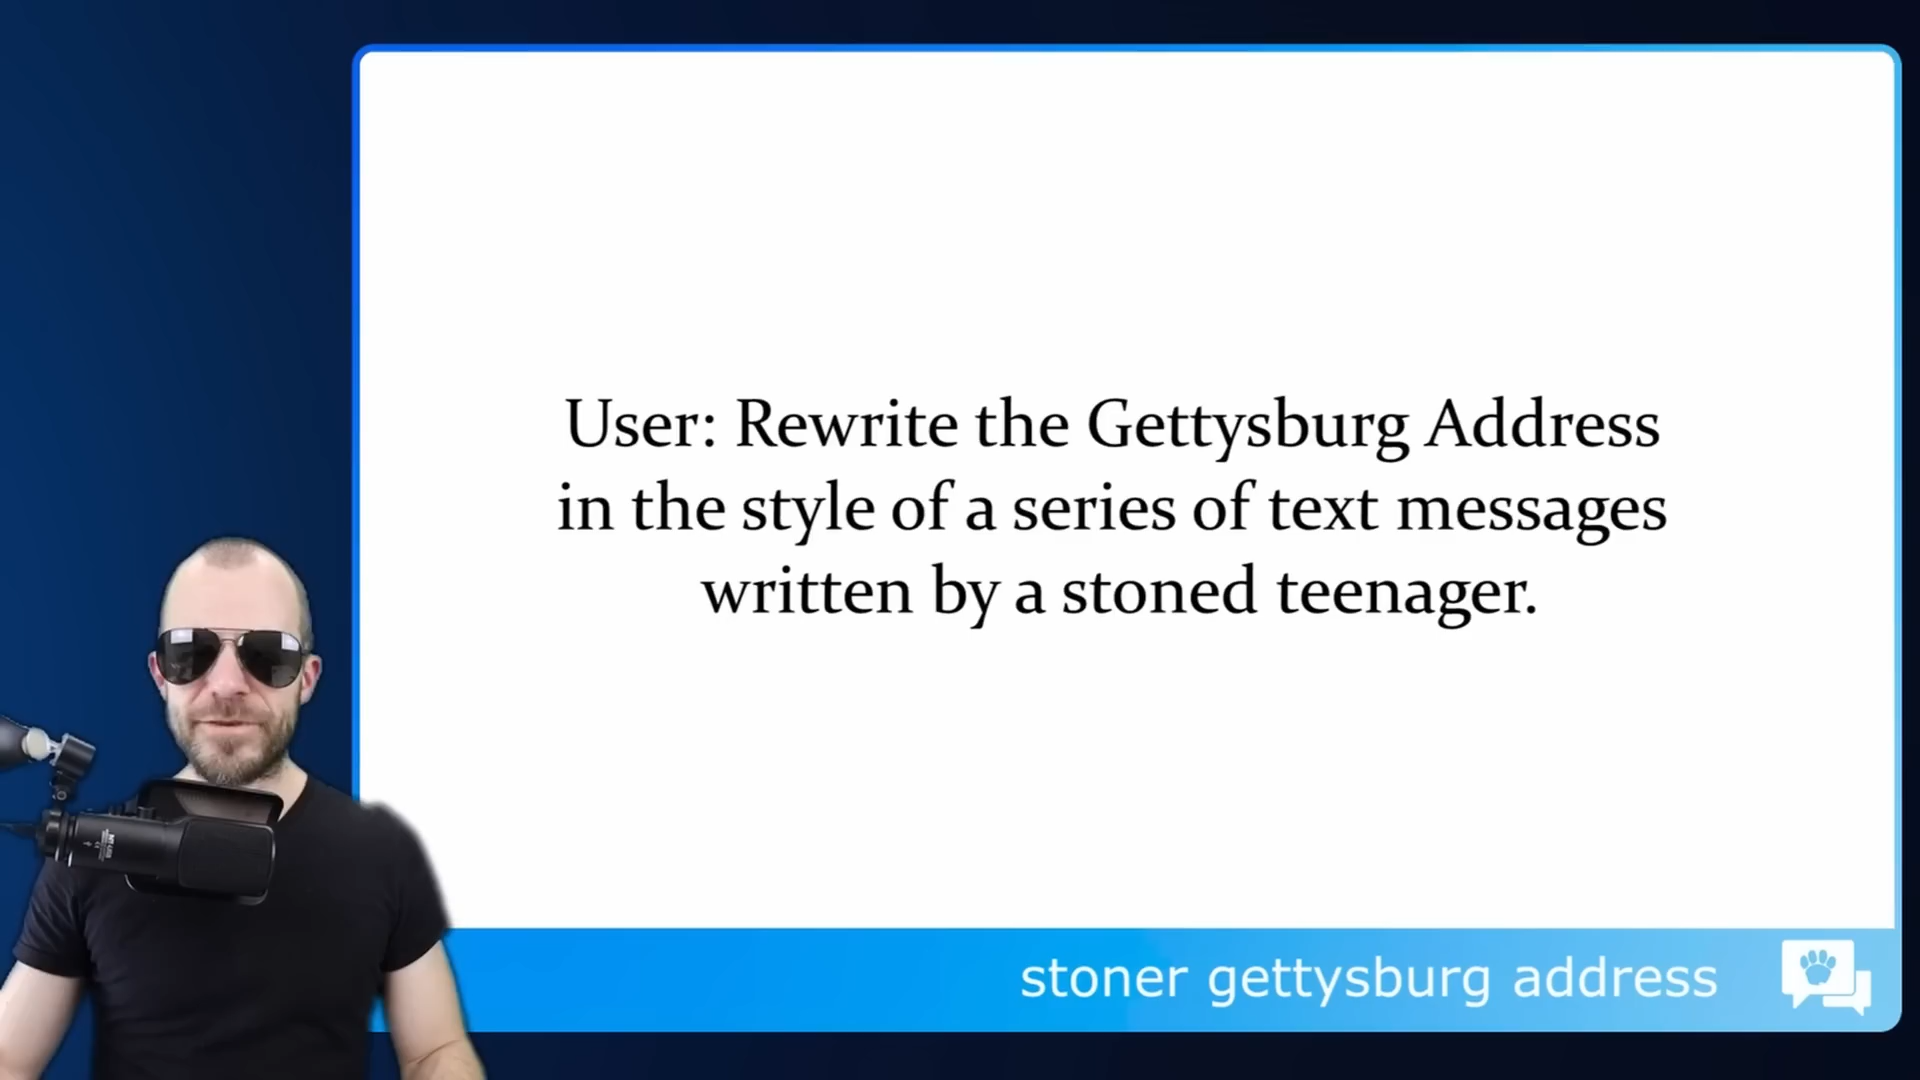 User: Rewrite the Gettysburg Address
in the style of a series of text messages
written by a stoned teenager.
stoner gettysburg address